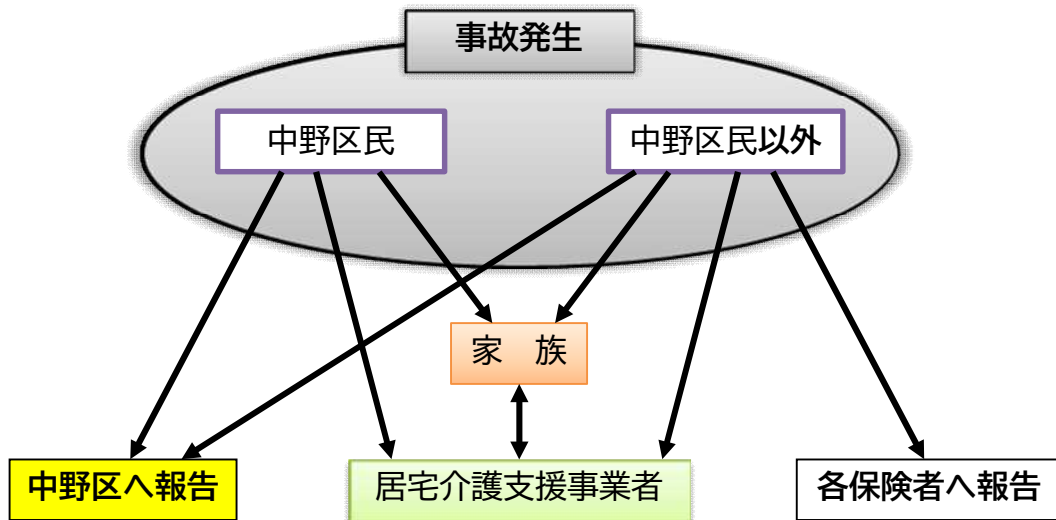 事故発生
中野区民
中野区民以外
家　族
中野区へ報告
居宅介護支援事業者
各保険者へ報告